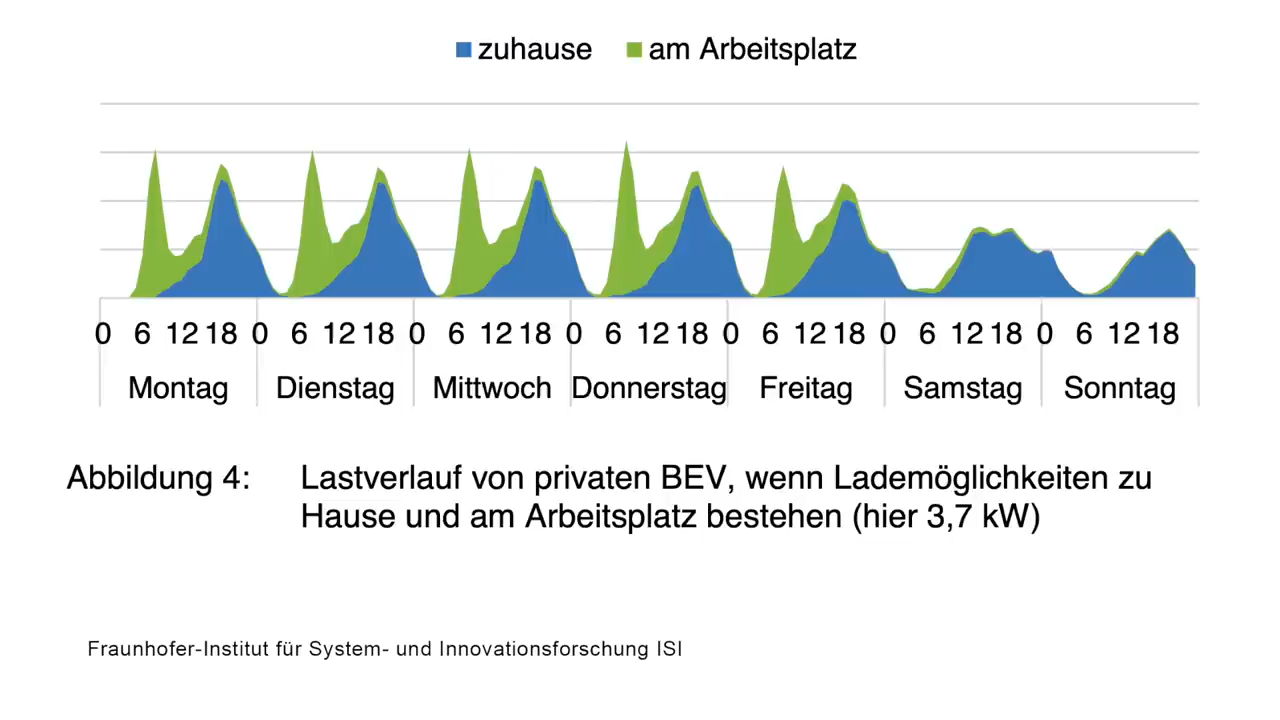 zuhause am Arbeitsplatz
0 6 12 18 0 6 12 18 0 6 12 18 0 6 12 18 0 6 12 18 0 6 12 18 0 6 12 18
Montag Dienstag Mittwoch Donnerstag Freitag Samstag Sonntag
Abbildung 4: Lastverlauf von privaten BEV, wenn Lademöglichkeiten zu
Hause und am Arbeitsplatz bestehen (hier 3,7 kW)
Fraunhofer-Institut für System- und Innovationsforschung ISI